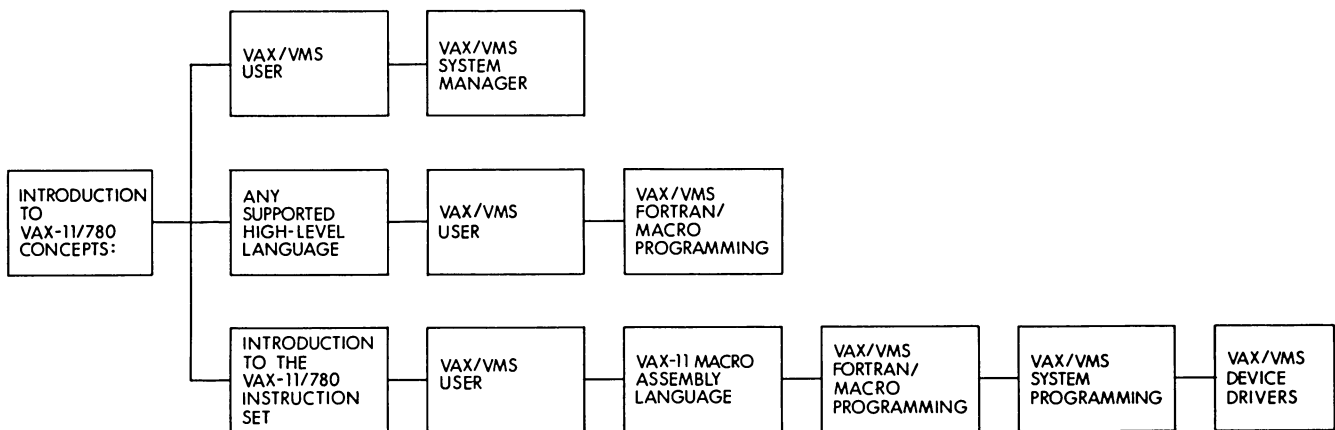 VAX/VMS
USER
VAX/VMS
SYSTEM
MANAGER
INTRODUCTION
TO
VAX-11/780
CONCEPTS:
ANY
SUPPORTED
HIGH-LEVEL
LANGUAGE
VAX/VMS
USER
VAX/VMS
FORTRAN/
MACRO
PROGRAMMING
INTRODUCTION
TO THE
VAX-11/780
INSTRUCTION
SET
VAX/VMS
USER
VAX-11 MACRO
ASSEMBLY
LANGUAGE
VAX/VMS
FORTRAN/
MACRO
PROGRAMMING
VAX/VMS
SYSTEM
PROGRAMMING
VAX/VMS
DEVICE
DRIVERS